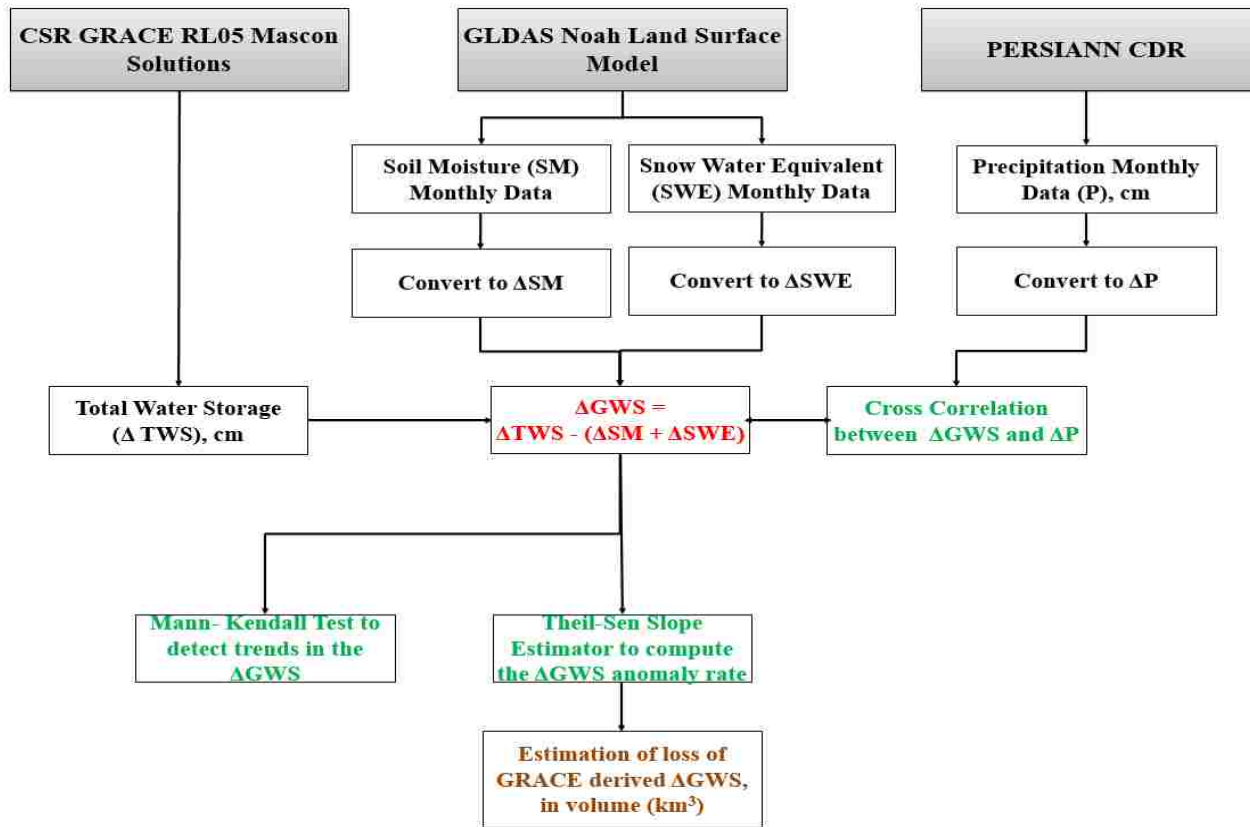 CSR GRACE RL05 Mascon
Solutions
GLDAS Noah Land Surface
Model
PERSIANN CDR
Soil Moisture (SM)
Monthly Data
Snow Water Equivalent
(SWE) Monthly Data
Precipitation Monthly
Data (P), cm
Convert to ΔSM
Convert to ΔSWE
Convert to ΔP
Total Water Storage
(Δ TWS), cm
ΔGWS =
ΔTWS - (ΔSM + ΔSWE)
Cross Correlation
between ΔGWS and ΔP
Mann- Kendall Test to
detect trends in the
ΔGWS
Theil-Sen Slope
Estimator to compute
the ΔGWS anomaly rate
Estimation of loss of
GRACE derived ΔGWS,
in volume (km³)